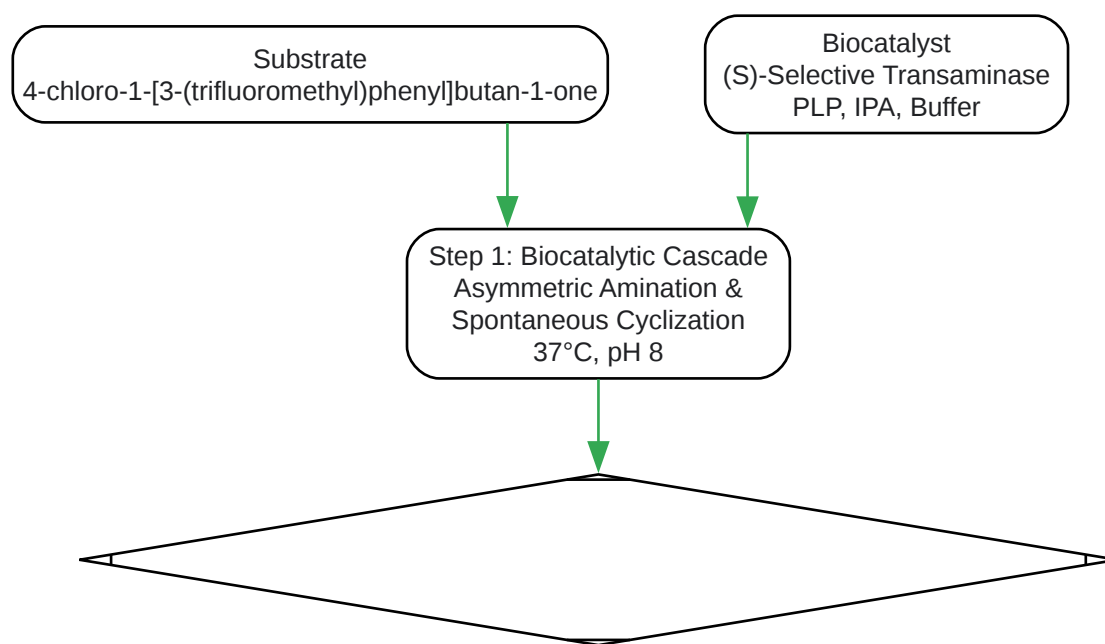 Substrate
4-chloro-1-[3-(trifluoromethyl)phenyl]butan-1-one
Biocatalyst
(S)-Selective Transaminase
PLP, IPA, Buffer
Step 1: Biocatalytic Cascade
Asymmetric Amination &
Spontaneous Cyclization
37°C, pH 8